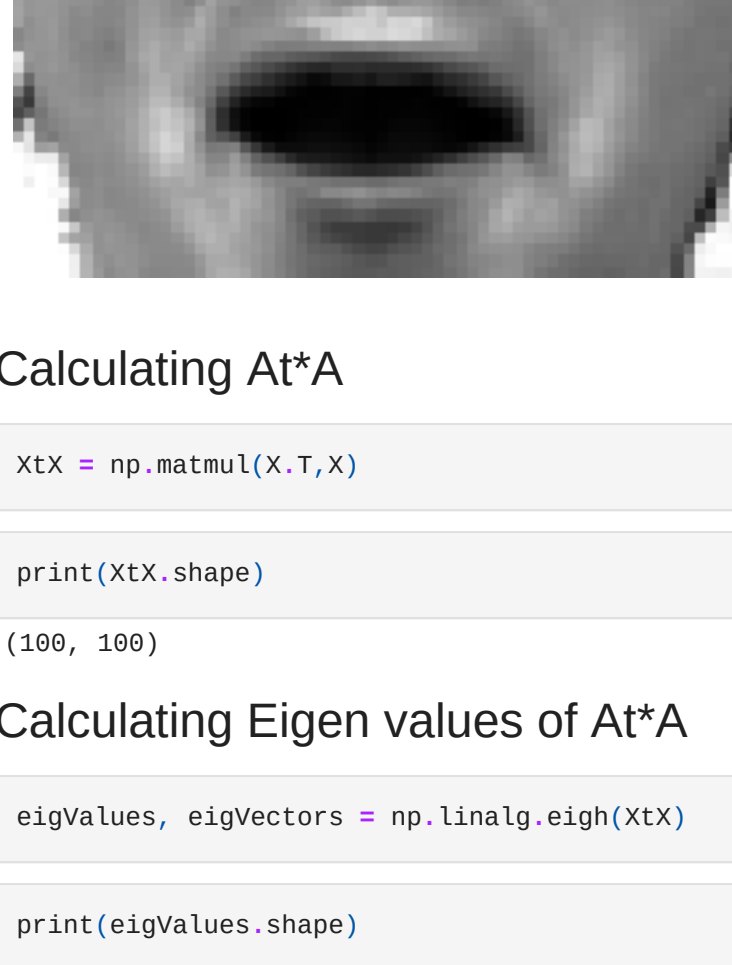 Calculating At*A
XtX = np.matmul(X.T,X)
print(XtX.shape)
(100, 100)
Calculating Eigen values of At*A
eigValues, eigVectors = np.linalg.eigh(XtX)
print(eigValues.shape)